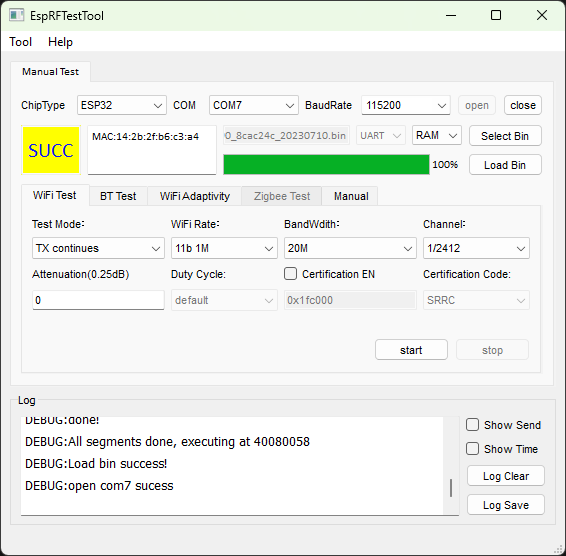 EspRFTestTool
Tool Help
Manual Test
ChipType ESP32 COM COM7 BaudRate 115200 open close
SUCC MAC:14:2b:2f:b6:c3:a4 0_8cac24c_20230710.bin UART RAM Select Bin
100% Load Bin
WiFi Test BT Test WiFi Adaptivity Zigbee Test Manual
Test Mode: WiFi Rate: BandWdith: Channel:
TX continues 11b 1M 20M 1/2412
Attenuation(0.25dB) Duty Cycle: Certification EN Certification Code:
0 default 0x1fc000 SRRC
start stop
Log
DEBUG:done!
DEBUG:All segments done, executing at 40080058
DEBUG:Load bin success!
DEBUG:open com7 sucess
Show Send
Show Time
Log Clear
Log Save